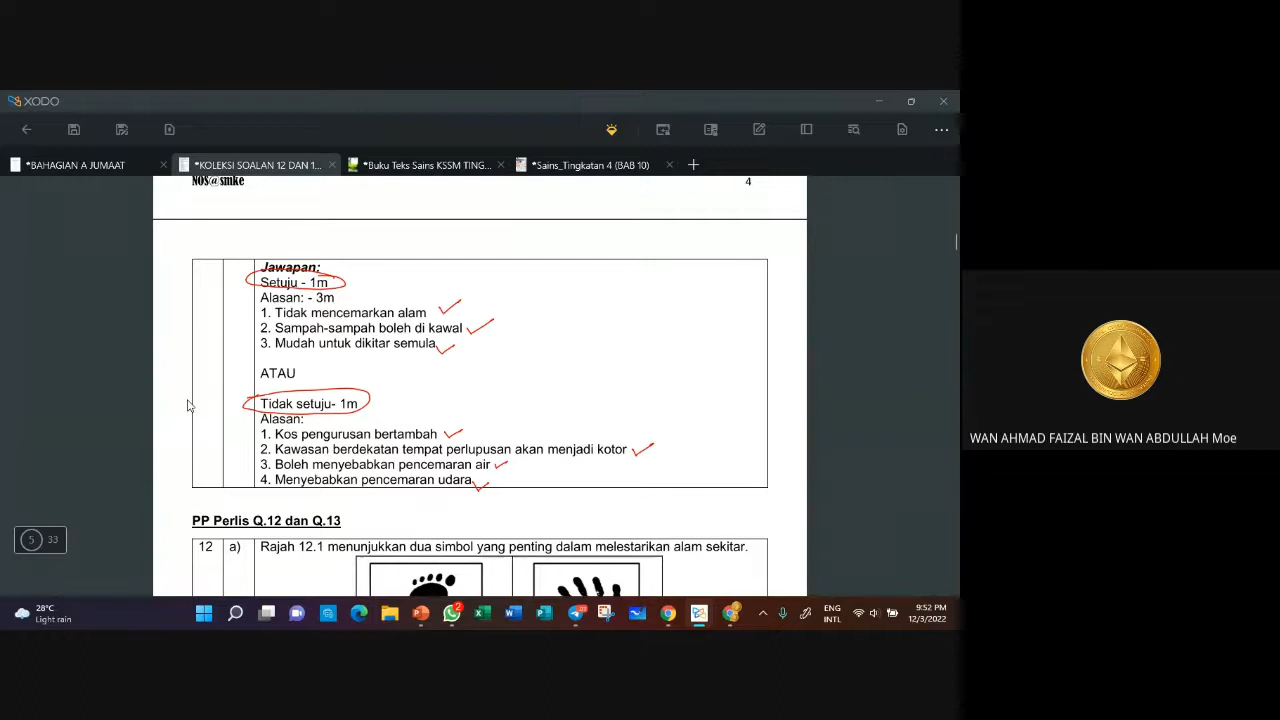 XODO
*BAHAGIAN A JUMAAT
*KOLEKSI SOALAN 12 DAN 1...
*Buku Teks Sains KSSM TING...
*Sains_Tingkatan 4 (BAB 10)
NOS@smke 4
Jawapan:
Setuju - 1m
Alasan: - 3m
1. Tidak mencemarkan alam
2. Sampah-sampah boleh di kawal
3. Mudah untuk dikitar semula
ATAU
Tidak setuju- 1m
Alasan:
1. Kos pengurusan bertambah
2. Kawasan berdekatan tempat perlupusan akan menjadi kotor
3. Boleh menyebabkan pencemaran air
4. Menyebabkan pencemaran udara
PP Perlis Q.12 dan Q.13
12 a) Rajah 12.1 menunjukkan dua simbol yang penting dalam melestarikan alam sekitar.
5 33
WAN AHMAD FAIZAL BIN WAN ABDULLAH Moe
28°C
Light rain
2
ENG
INTL
9:52 PM
12/3/2022